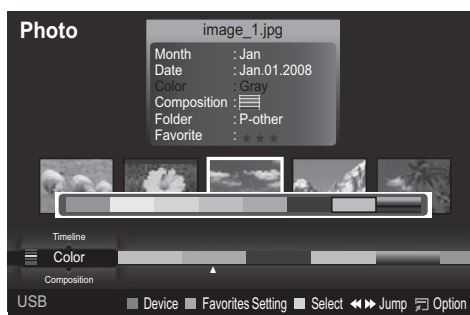 Photo
image_1.jpg
Month : Jan
Date : Jan.01.2008
Color : Gray
Composition :
Folder : P-other
Favorite : ★★★
Timeline
Color
Composition
USB
Device Favorites Setting Select Jump Option